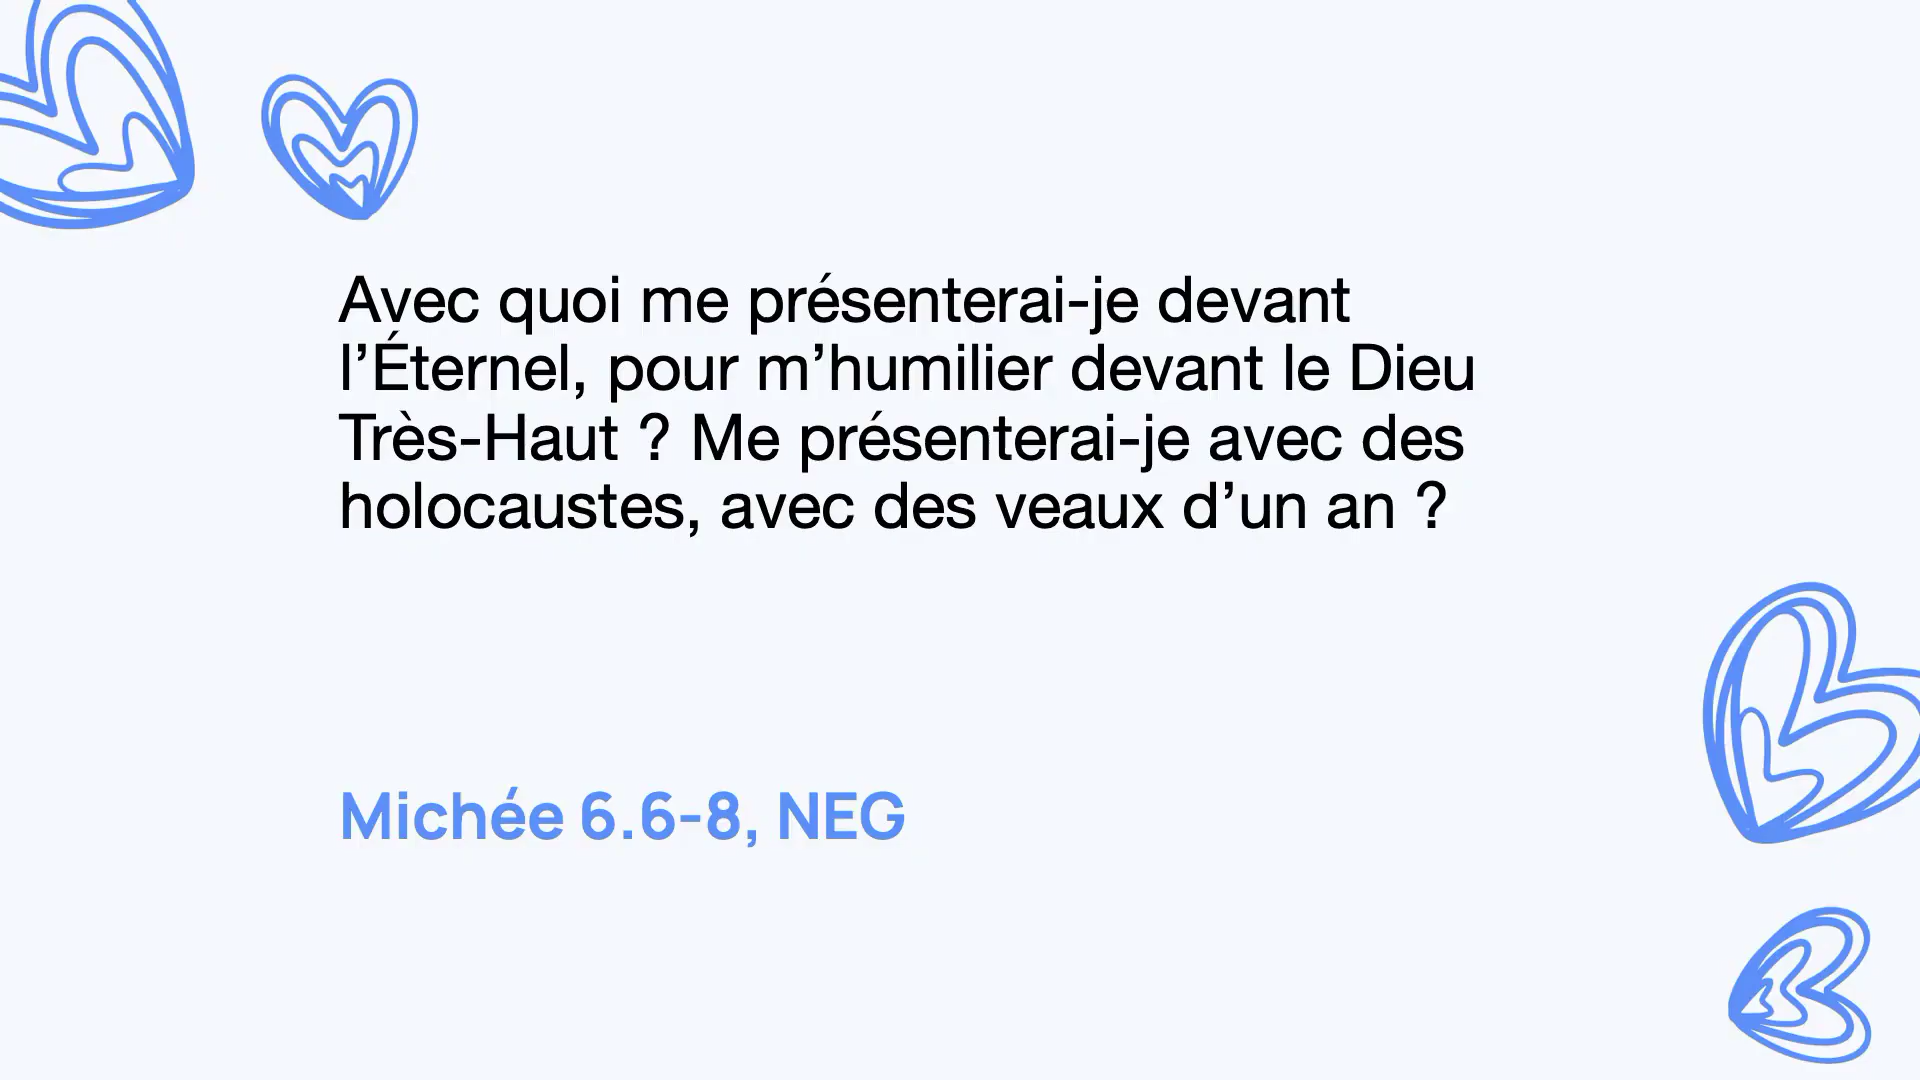 Avec quoi me présenterai-je devant
l’Éternel, pour m’humilier devant le Dieu
Très-Haut ? Me présenterai-je avec des
holocaustes, avec des veaux d’un an ?
Michée 6.6-8, NEG